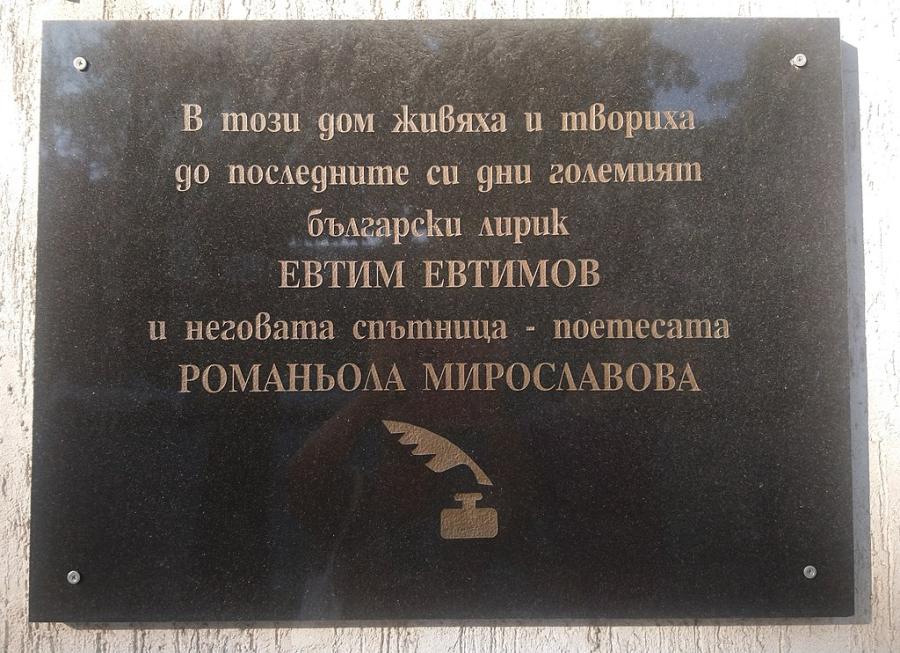 В този дом живяха и твориха
до последните си дни големият
български лирик
ЕВТИМ ЕВТИМОВ
и неговата спътница - поетесата
РОМАНЬОЛА МИРОСЛАВОВА